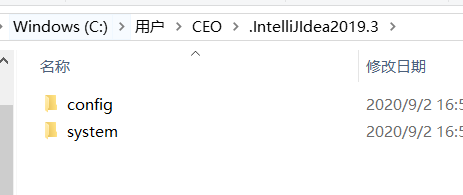 Windows (C:) 用户 CEO .IntelliJIdea2019.3
名称 修改日期
config 2020/9/2 16:5
system 2020/9/2 16:5